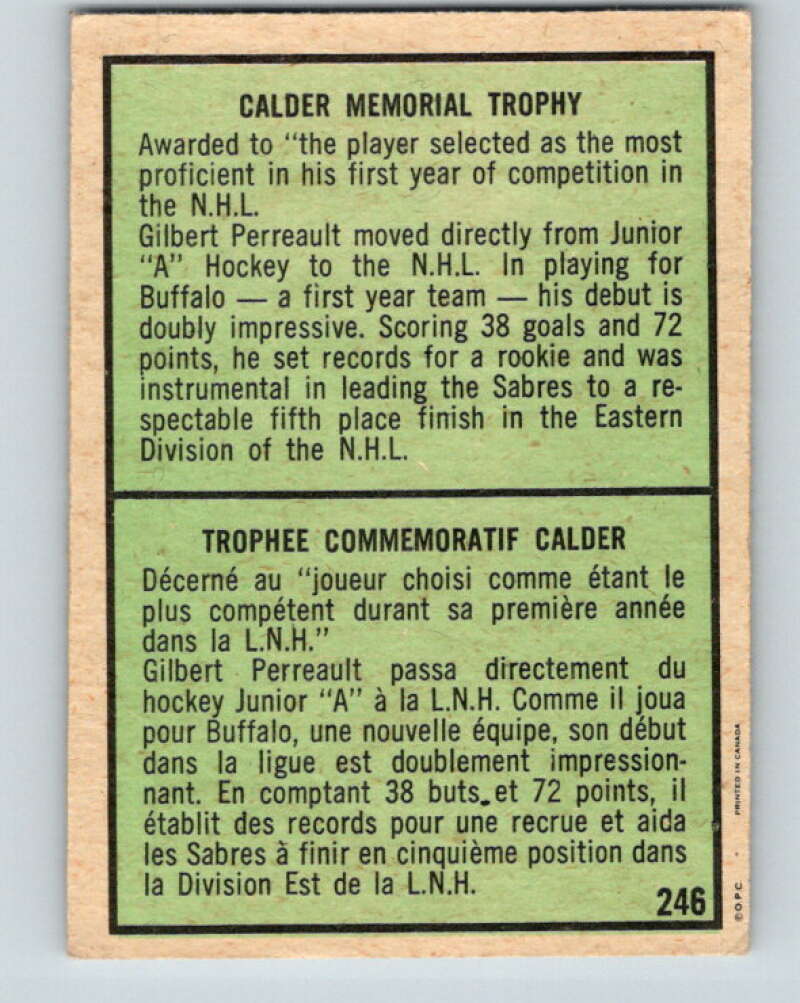 CALDER MEMORIAL TROPHY
Awarded to "the player selected as the most
proficient in his first year of competition in
the N.H.L.
Gilbert Perreault moved directly from Junior
"A" Hockey to the N.H.L. In playing for
Buffalo — a first year team — his debut is
doubly impressive. Scoring 38 goals and 72
points, he set records for a rookie and was
instrumental in leading the Sabres to a re-
spectable fifth place finish in the Eastern
Division of the N.H.L.
TROPHEE COMMEMORATIF CALDER
Décerné au "joueur choisi comme étant le
plus compétent durant sa première année
dans la L.N.H."
Gilbert Perreault passa directement du
hockey Junior "A" à la L.N.H. Comme il joua
pour Buffalo, une nouvelle équipe, son début
dans la ligue est doublement impression-
nant. En comptant 38 buts et 72 points, il
établit des records pour une recrue et aida
les Sabres à finir en cinquième position dans
la Division Est de la L.N.H.
246
©O.P.C. PRINTED IN CANADA